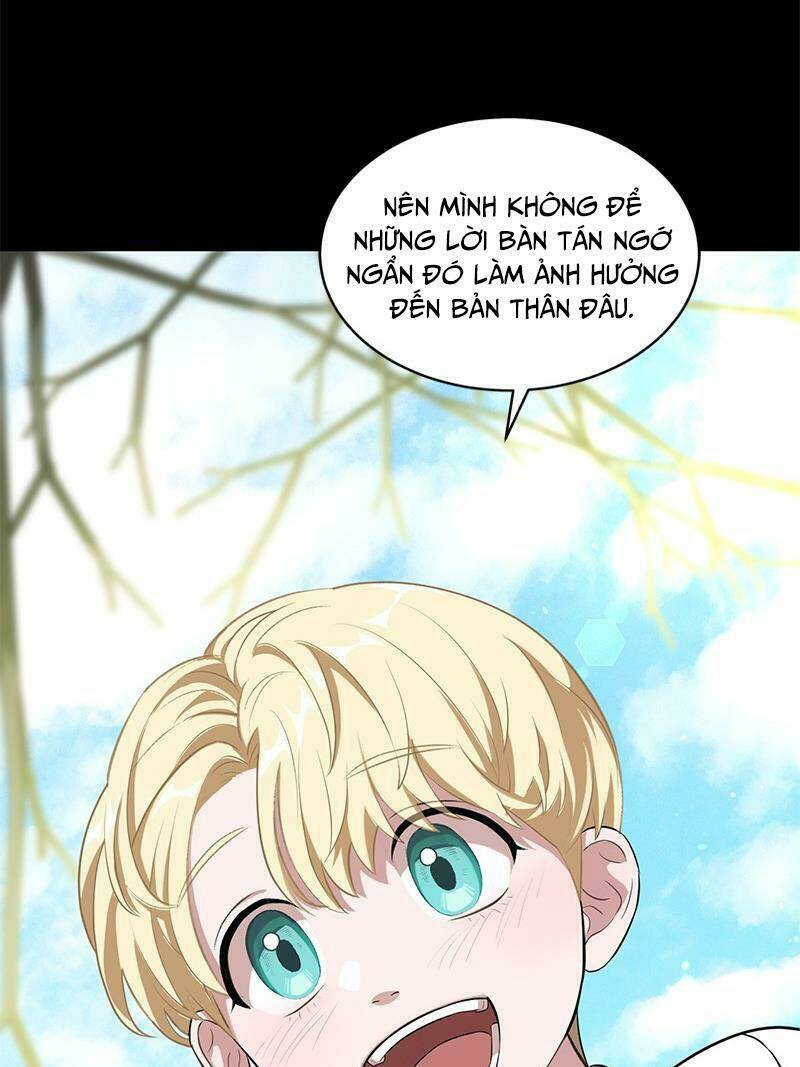 NÊN MÌNH KHÔNG ĐỂ
NHỮNG LỜI BÀN TÁN NGỚ
NGẨN ĐÓ LÀM ẢNH HƯỞNG
ĐẾN BẢN THÂN ĐÂU.